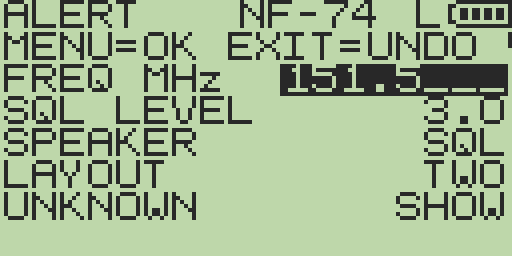 ALERT NF-74 L
MENU=OK EXIT=UNDO
FREQ MHz 151.5___
SQL LEVEL 3.0
SPEAKER SQL
LAYOUT TWO
UNKNOWN SHOW